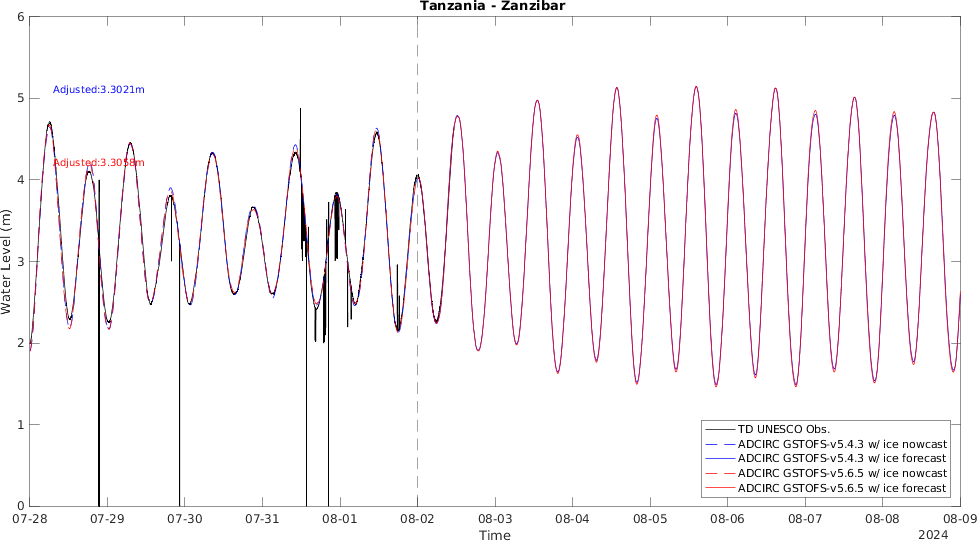 Tanzania - Zanzibar
6
5
4
3
2
1
0
Water Level (m)
Adjusted:3.3021m
Adjusted:3.3058m
TD UNESCO Obs.
ADCIRC GSTOFS-v5.4.3 w/ ice nowcast
ADCIRC GSTOFS-v5.4.3 w/ ice forecast
ADCIRC GSTOFS-v5.6.5 w/ ice nowcast
ADCIRC GSTOFS-v5.6.5 w/ ice forecast
07-28 07-29 07-30 07-31 08-01 08-02 08-03 08-04 08-05 08-06 08-07 08-08 08-09
Time
2024